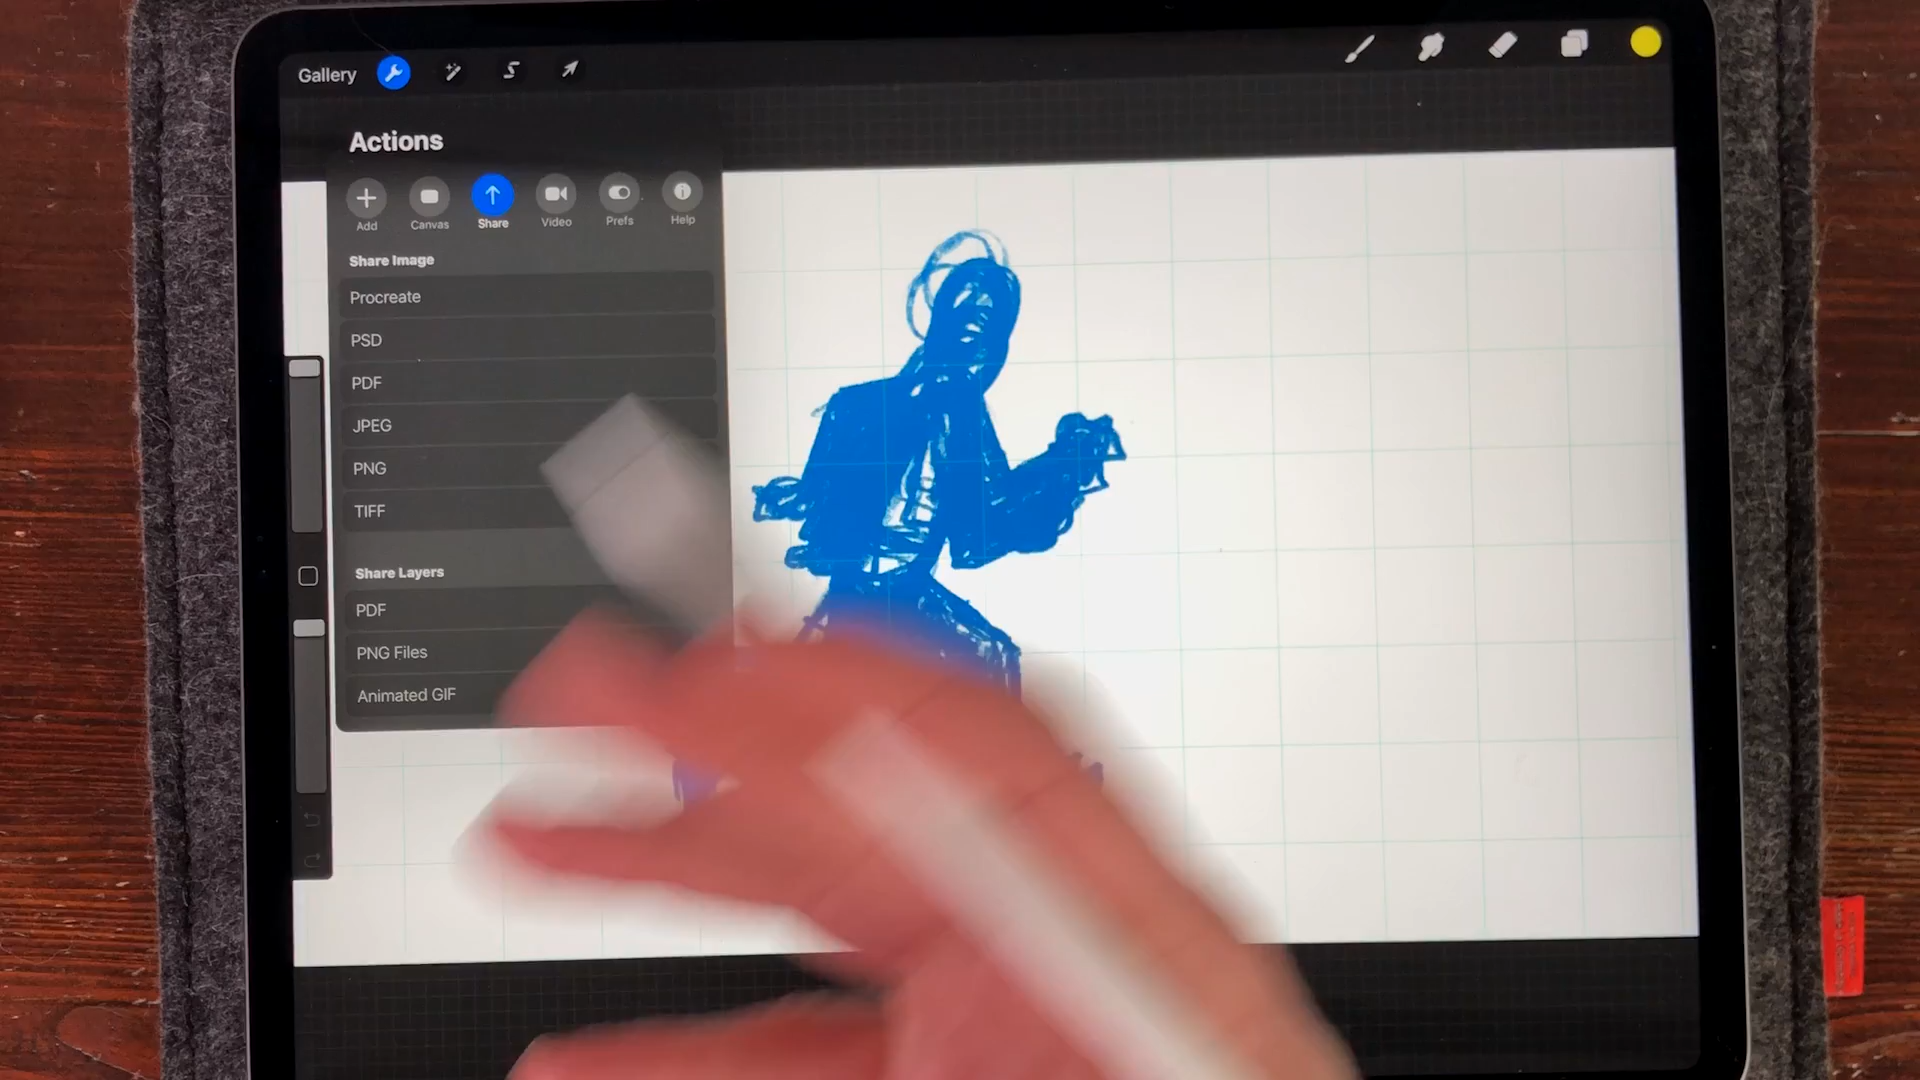 Gallery
Actions
Add
Canvas
Share
Video
Prefs
Help
Share Image
Procreate
PSD
PDF
JPEG
PNG
TIFF
Share Layers
PDF
PNG Files
Animated GIF